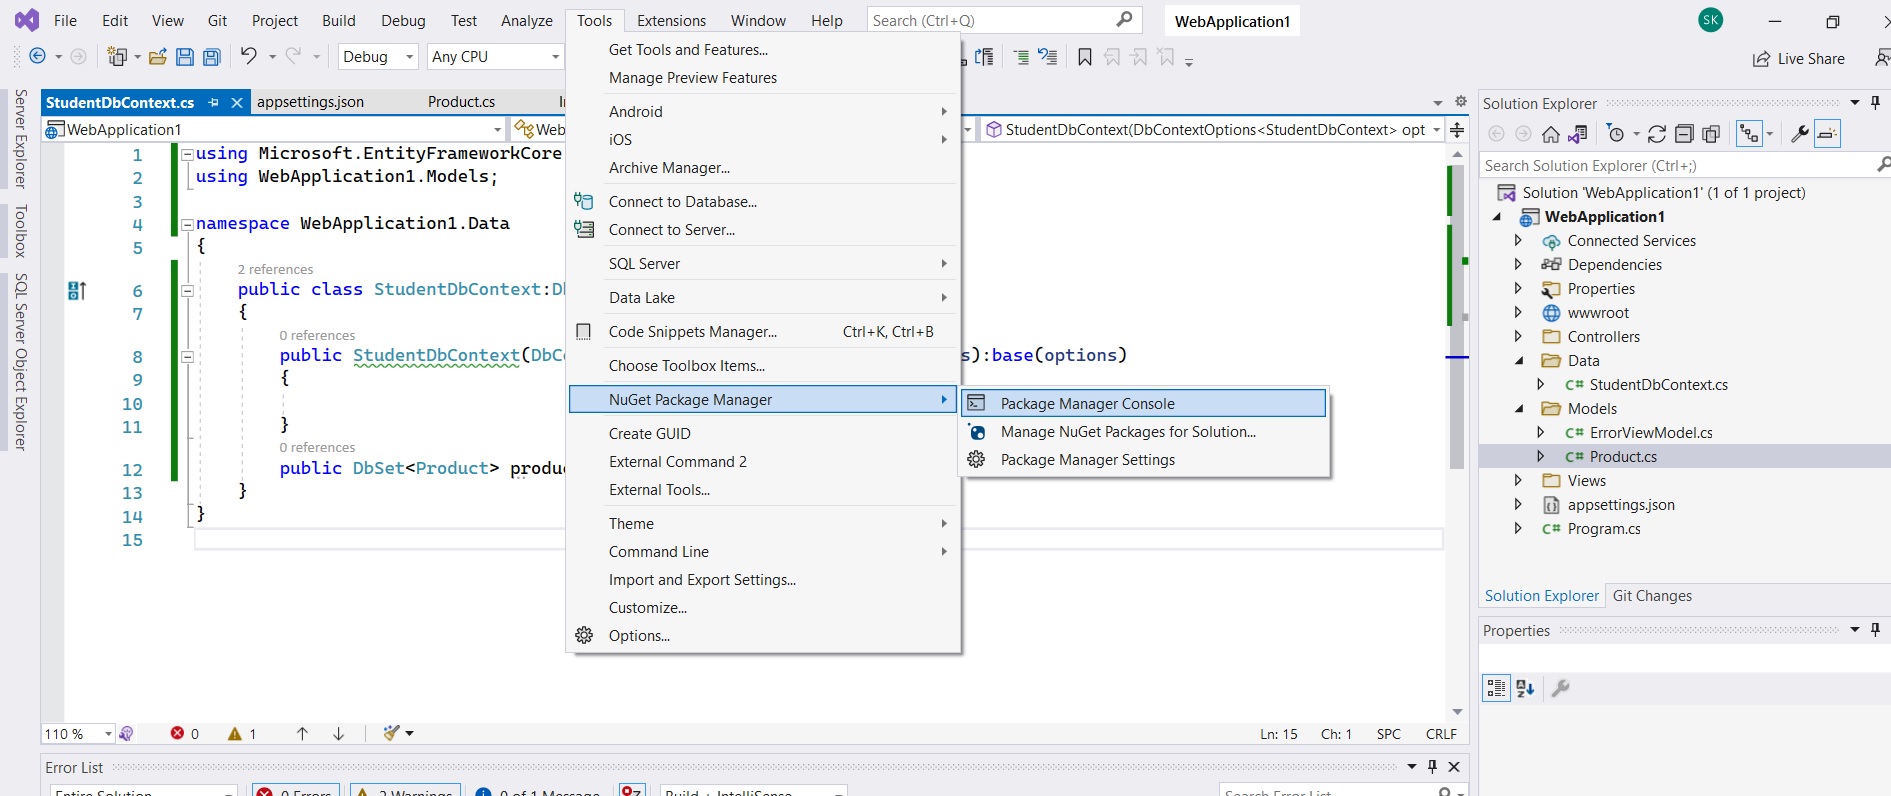 File Edit View Git Project Build Debug Test Analyze Tools Extensions Window Help Search (Ctrl+Q) WebApplication1 SK
Debug Any CPU Live Share
Server Explorer
Toolbox
SQL Server Object Explorer
StudentDbContext.cs appsettings.json Product.cs
WebApplication1 StudentDbContext(DbContextOptions<StudentDbContext> opt
1 using Microsoft.EntityFrameworkCore
2 using WebApplication1.Models;
3
4 namespace WebApplication1.Data
5 {
2 references
6 public class StudentDbContext:
7 {
0 references
8 public StudentDbContext( ):base(options)
9 {
10
11 }
0 references
12 public DbSet<Product>
13 }
14 }
15
Get Tools and Features...
Manage Preview Features
Android
iOS
Archive Manager...
Connect to Database...
Connect to Server...
SQL Server
Data Lake
Code Snippets Manager... Ctrl+K, Ctrl+B
Choose Toolbox Items...
NuGet Package Manager
Create GUID
External Command 2
External Tools...
Theme
Command Line
Import and Export Settings...
Customize...
Options...
Package Manager Console
Manage NuGet Packages for Solution...
Package Manager Settings
110 % 0 1 Ln: 15 Ch: 1 SPC CRLF
Error List
Entire Solution 0 Errors 2 Warnings 0 of 1 Message Build + IntelliSense Search Error List
Solution Explorer
Search Solution Explorer (Ctrl+;)
Solution 'WebApplication1' (1 of 1 project)
WebApplication1
Connected Services
Dependencies
Properties
wwwroot
Controllers
Data
C# StudentDbContext.cs
Models
C# ErrorViewModel.cs
C# Product.cs
Views
appsettings.json
C# Program.cs
Solution Explorer Git Changes
Properties